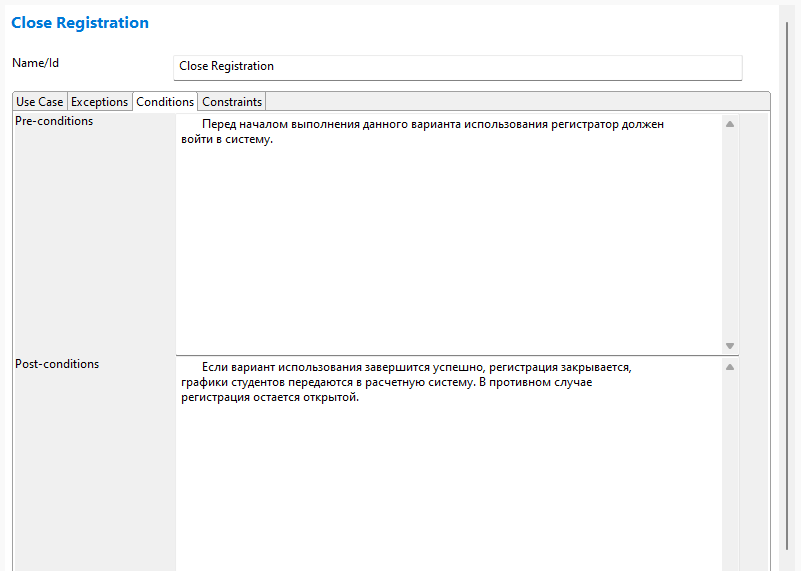 Close Registration
Name/Id
Close Registration
Use Case Exceptions Conditions Constraints
Pre-conditions
Перед началом выполнения данного варианта использования регистратор должен
войти в систему.
Post-conditions
Если вариант использования завершится успешно, регистрация закрывается,
графики студентов передаются в расчетную систему. В противном случае
регистрация остается открытой.